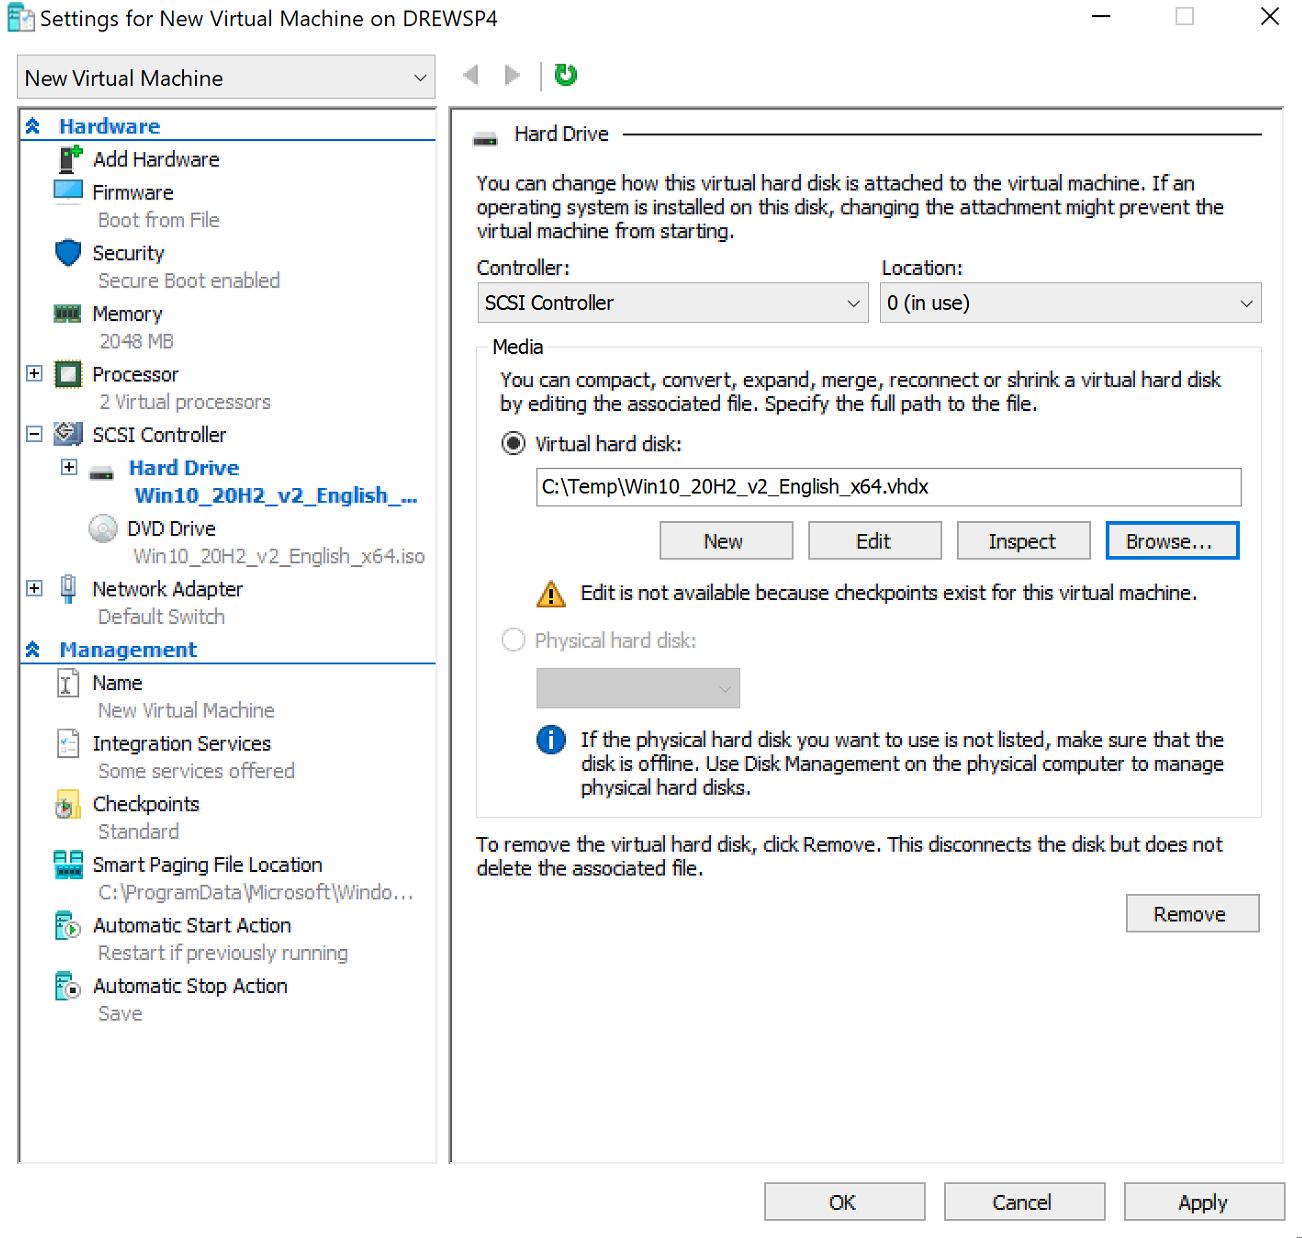 Settings for New Virtual Machine on DREWSP4
New Virtual Machine
Hardware
Add Hardware
Firmware
Boot from File
Security
Secure Boot enabled
Memory
2048 MB
Processor
2 Virtual processors
SCSI Controller
Hard Drive
Win10_20H2_v2_English_...
DVD Drive
Win10_20H2_v2_English_x64.iso
Network Adapter
Default Switch
Management
Name
New Virtual Machine
Integration Services
Some services offered
Checkpoints
Standard
Smart Paging File Location
C:\ProgramData\Microsoft\Windo...
Automatic Start Action
Restart if previously running
Automatic Stop Action
Save
Hard Drive
You can change how this virtual hard disk is attached to the virtual machine. If an
operating system is installed on this disk, changing the attachment might prevent the
virtual machine from starting.
Controller:
Location:
SCSI Controller
0 (in use)
Media
You can compact, convert, expand, merge, reconnect or shrink a virtual hard disk
by editing the associated file. Specify the full path to the file.
Virtual hard disk:
C:\Temp\Win10_20H2_v2_English_x64.vhdx
New
Edit
Inspect
Browse...
Edit is not available because checkpoints exist for this virtual machine.
Physical hard disk:
If the physical hard disk you want to use is not listed, make sure that the
disk is offline. Use Disk Management on the physical computer to manage
physical hard disks.
To remove the virtual hard disk, click Remove. This disconnects the disk but does not
delete the associated file.
Remove
OK
Cancel
Apply